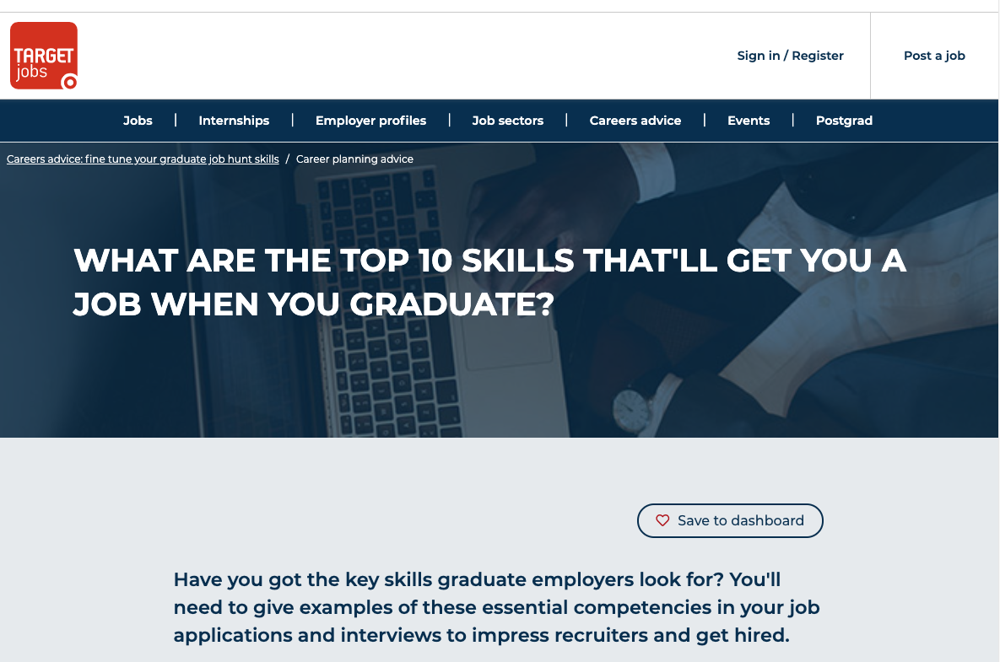 TARGET
jobs
Sign in / Register
Post a job
Jobs | Internships | Employer profiles | Job sectors | Careers advice | Events | Postgrad
Careers advice: fine tune your graduate job hunt skills / Career planning advice
WHAT ARE THE TOP 10 SKILLS THAT'LL GET YOU A
JOB WHEN YOU GRADUATE?
Save to dashboard
Have you got the key skills graduate employers look for? You'll
need to give examples of these essential competencies in your job
applications and interviews to impress recruiters and get hired.